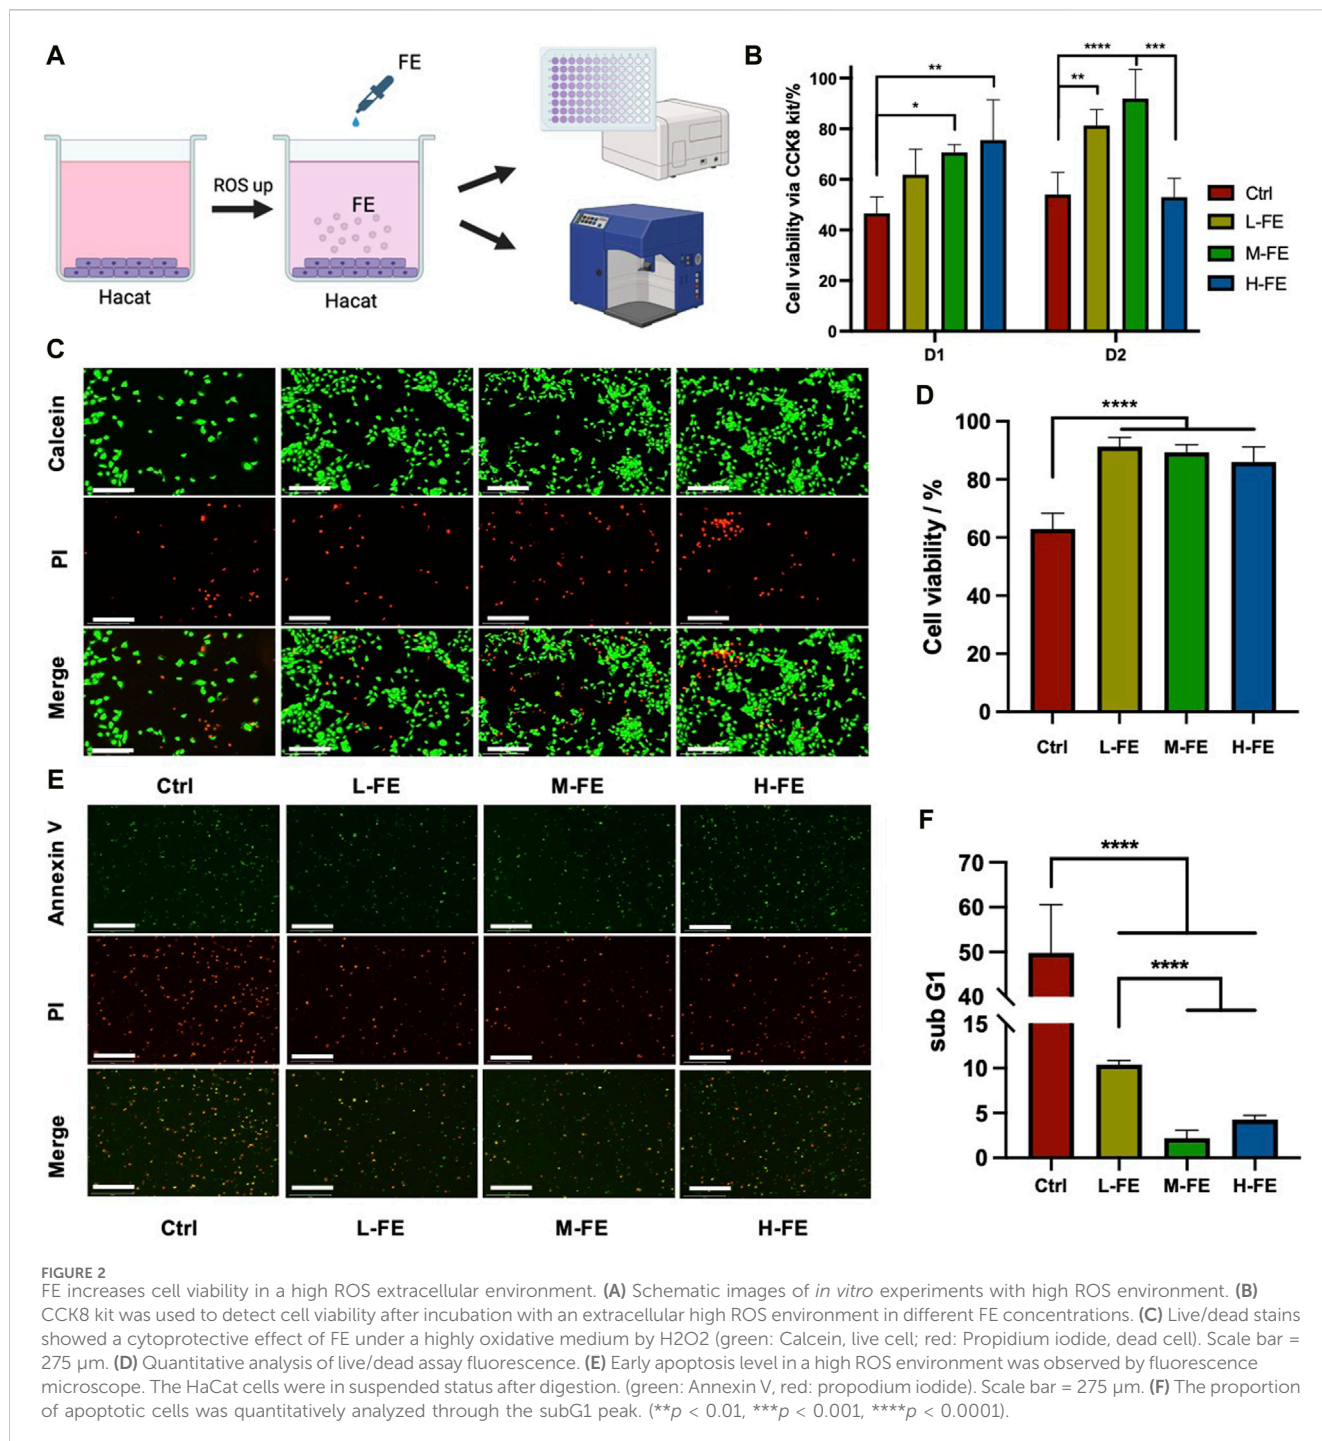 A
FE
ROS up
FE
Hacat
Hacat
B
Cell viability via CCK8 kit/%
100
80
60
40
20
0
**
*
****
***
**
D1
D2
Ctrl
L-FE
M-FE
H-FE
C
Calcein
PI
Merge
Ctrl
L-FE
M-FE
H-FE
D
Cell viability / %
100
80
60
40
20
0
****
Ctrl
L-FE
M-FE
H-FE
E
Annexin V
PI
Merge
Ctrl
L-FE
M-FE
H-FE
F
sub G1
70
60
50
40
15
10
5
0
****
****
Ctrl
L-FE
M-FE
H-FE
FIGURE 2
FE increases cell viability in a high ROS extracellular environment. (A) Schematic images of in vitro experiments with high ROS environment. (B)
CCK8 kit was used to detect cell viability after incubation with an extracellular high ROS environment in different FE concentrations. (C) Live/dead stains
showed a cytoprotective effect of FE under a highly oxidative medium by H2O2 (green: Calcein, live cell; red: Propidium iodide, dead cell). Scale bar =
275 μm. (D) Quantitative analysis of live/dead assay fluorescence. (E) Early apoptosis level in a high ROS environment was observed by fluorescence
microscope. The HaCat cells were in suspended status after digestion. (green: Annexin V, red: propodium iodide). Scale bar = 275 μm. (F) The proportion
of apoptotic cells was quantitatively analyzed through the subG1 peak. (**p < 0.01, ***p < 0.001, ****p < 0.0001).